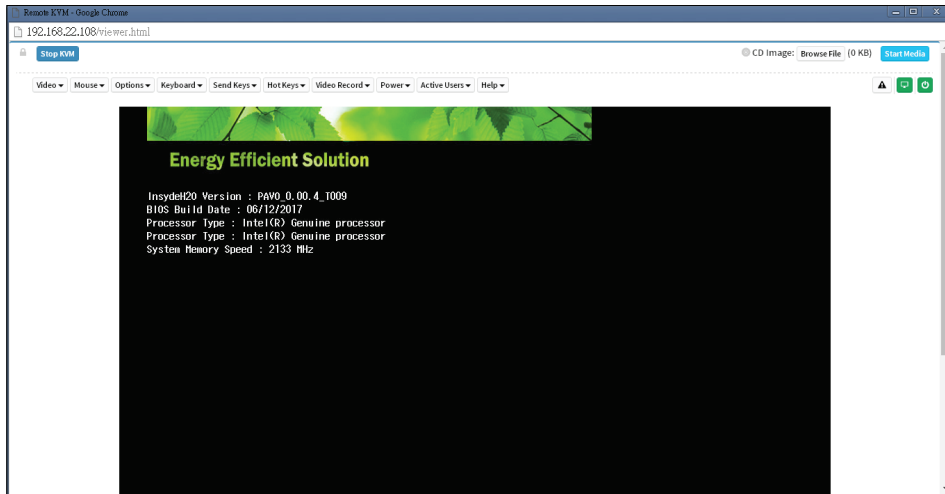 Remote KVM - Google Chrome
192.168.22.108/viewer.html
Stop KVM
CD Image: Browse File (0 KB) Start Media
Video Mouse Options Keyboard Send Keys Hot Keys Video Record Power Active Users Help
Energy Efficient Solution
InsydeH2O Version : PAVO_0.00.4_T009
BIOS Build Date : 06/12/2017
Processor Type : Intel(R) Genuine processor
Processor Type : Intel(R) Genuine processor
System Memory Speed : 2133 MHz